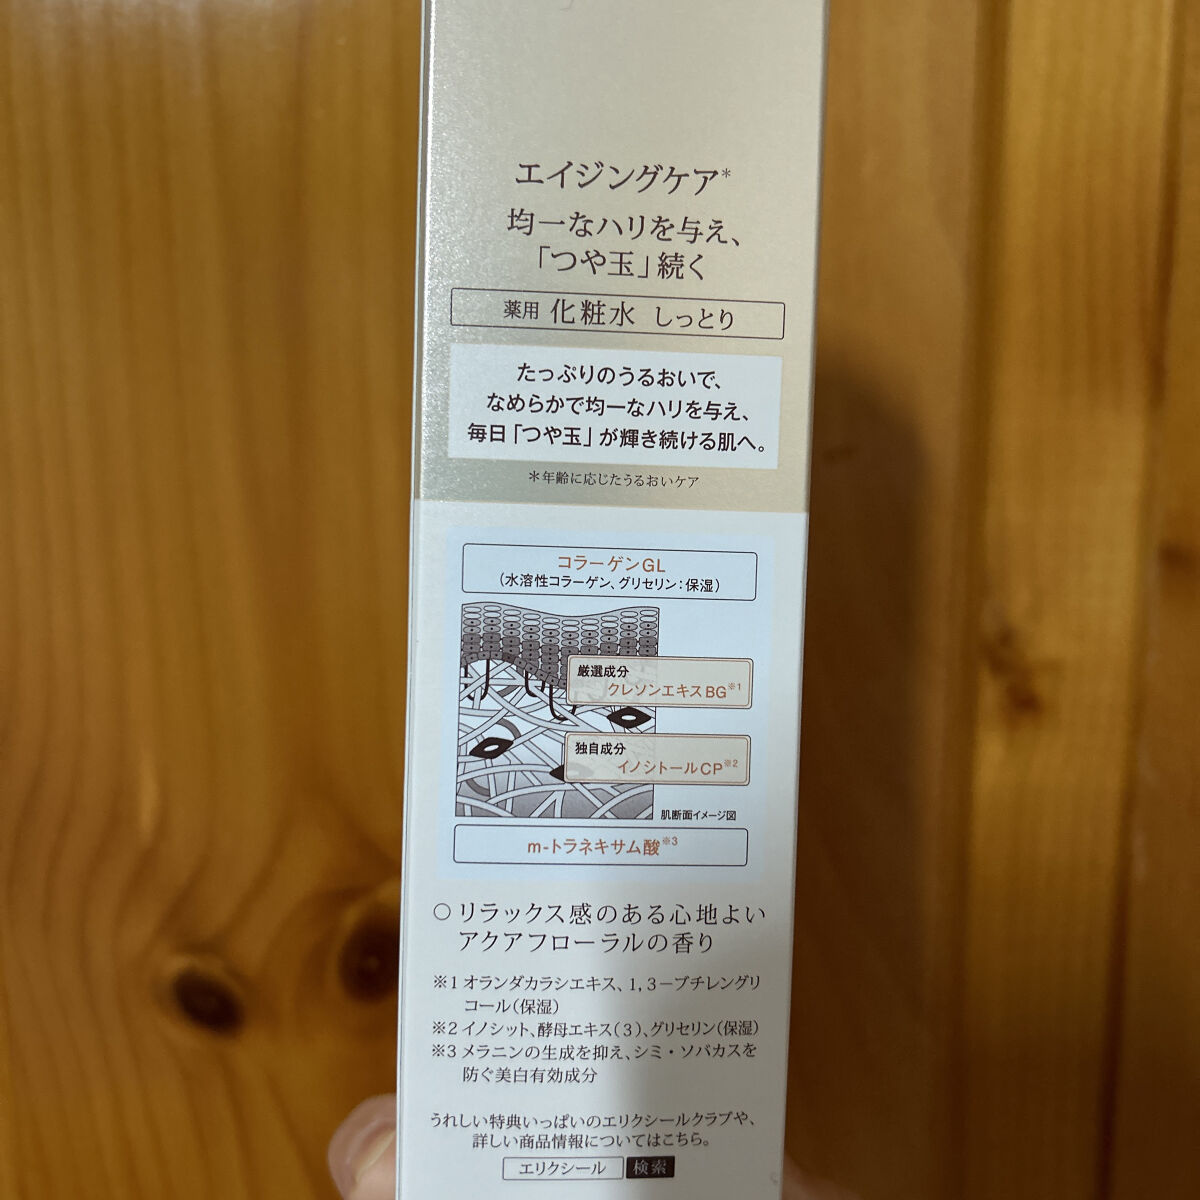 エイジングケア*
均一なハリを与え、
「つや玉」続く
薬用 化粧水 しっとり
たっぷりのうるおいで、
なめらかで均一なハリを与え、
毎日「つや玉」が輝き続ける肌へ。
*年齢に応じたうるおいケア
コラーゲンGL
(水溶性コラーゲン、グリセリン:保湿)
厳選成分
クレソンエキスBG※1
独自成分
イノシトールCP※2
肌断面イメージ図
m-トラネキサム酸※3
○リラックス感のある心地よい
アクアフローラルの香り
※1 オランダカラシエキス、1,3−ブチレングリ
コール(保湿)
※2 イノシット、酵母エキス(3)、グリセリン(保湿)
※3 メラニンの生成を抑え、シミ・ソバカスを
防ぐ美白有効成分
うれしい特典いっぱいのエリクシールクラブや、
詳しい商品情報についてはこちら。
エリクシール 検索